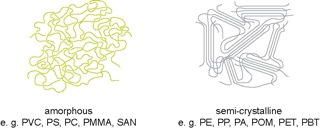 amorphous
e. g. PVC, PS, PC, PMMA, SAN
semi-crystalline
e. g. PE, PP, PA, POM, PET, PBT